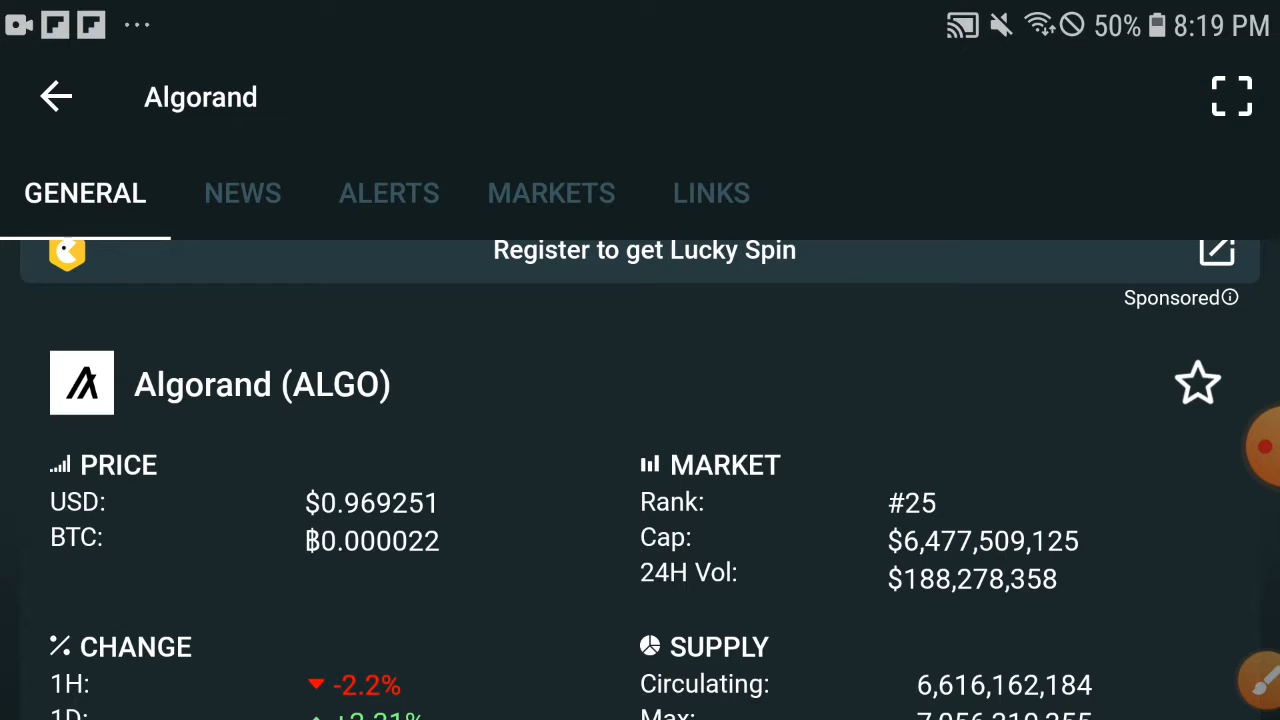 50% 8:19 PM
Algorand
GENERAL NEWS ALERTS MARKETS LINKS
Register to get Lucky Spin
Sponsored
Algorand (ALGO)
PRICE
USD: $0.969251
BTC: ₿0.000022
MARKET
Rank: #25
Cap: $6,477,509,125
24H Vol: $188,278,358
CHANGE
1H: -2.2%
1D:
SUPPLY
Circulating: 6,616,162,184
Max: